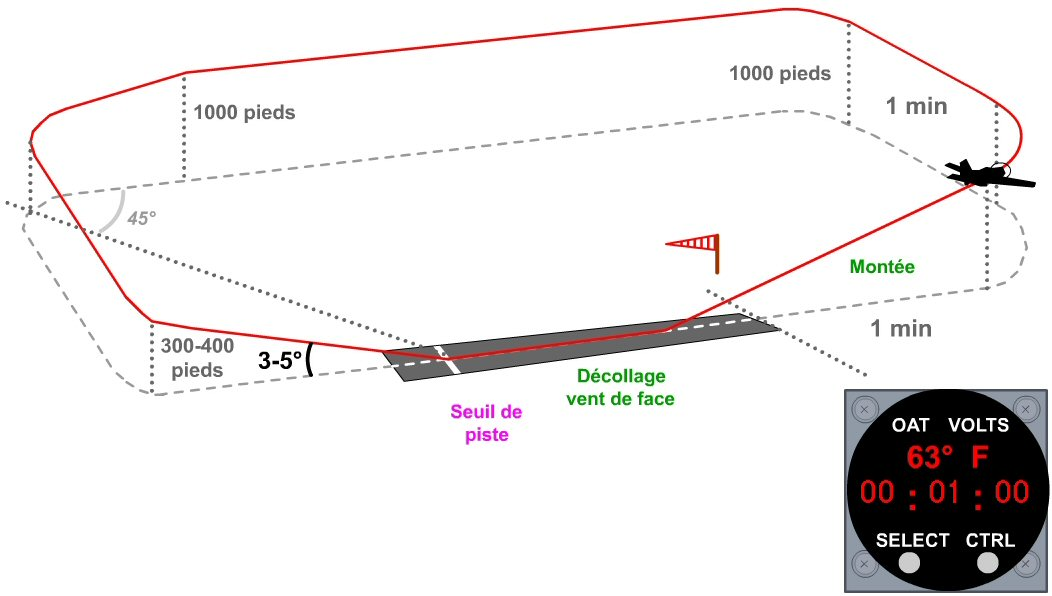 1000 pieds
1000 pieds
1 min
45°
Montée
1 min
300-400
pieds
3-5°
Décollage
vent de face
Seuil de
piste
OAT VOLTS
63° F
00 : 01 : 00
SELECT CTRL